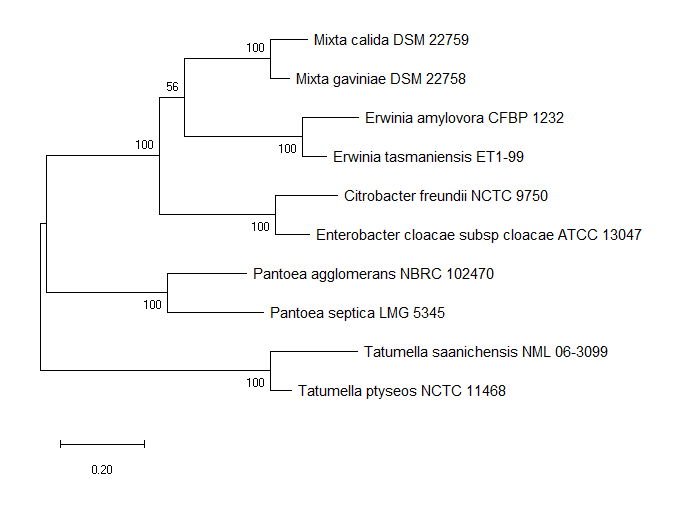 100
Mixta calida DSM 22759
Mixta gaviniae DSM 22758
56
Erwinia amylovora CFBP 1232
100
100
Erwinia tasmaniensis ET1-99
Citrobacter freundii NCTC 9750
100
Enterobacter cloacae subsp cloacae ATCC 13047
Pantoea agglomerans NBRC 102470
100
Pantoea septica LMG 5345
Tatumella saanichensis NML 06-3099
100
Tatumella ptyseos NCTC 11468
0.20